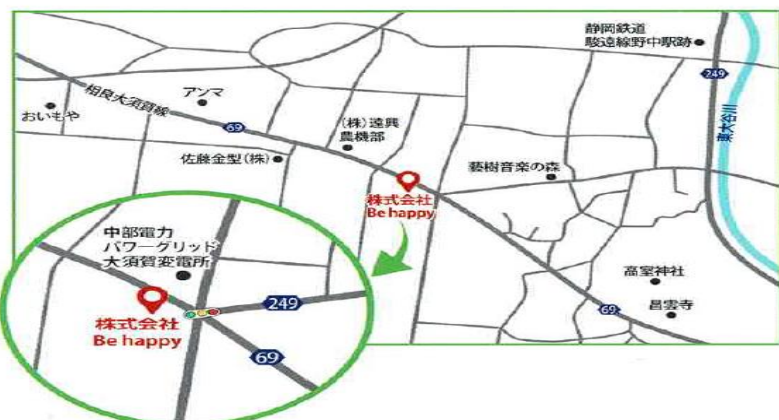 静岡鉄道
駿遠線野中駅跡
249
東大谷川
相良大須賀線
アンマ
おいもや
69
(株)遠興
農機部
佐藤金型(株)
藝樹音楽の森
株式会社
Be happy
高室神社
昌雲寺
69
中部電力
パワーグリッド
大須賀変電所
株式会社
Be happy
249
69